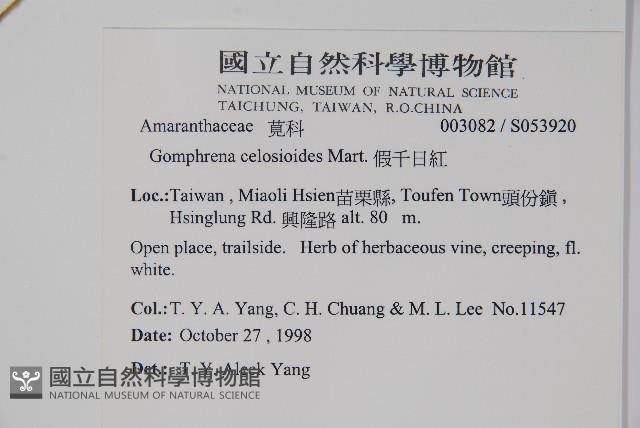 國立自然科學博物館
NATIONAL MUSEUM OF NATURAL SCIENCE
TAICHUNG, TAIWAN, R.O.CHINA
Amaranthaceae 莧科 003082 / S053920
Gomphrena celosioides Mart. 假千日紅
Loc.:Taiwan , Miaoli Hsien苗栗縣, Toufen Town頭份鎮 ,
Hsinglung Rd. 興隆路 alt. 80 m.
Open place, trailside. Herb of herbaceous vine, creeping, fl.
white.
Col.:T. Y. A. Yang, C. H. Chuang & M. L. Lee No.11547
Date: October 27 , 1998
Det.: T. Y. Aleck Yang
國立自然科學博物館
NATIONAL MUSEUM OF NATURAL SCIENCE